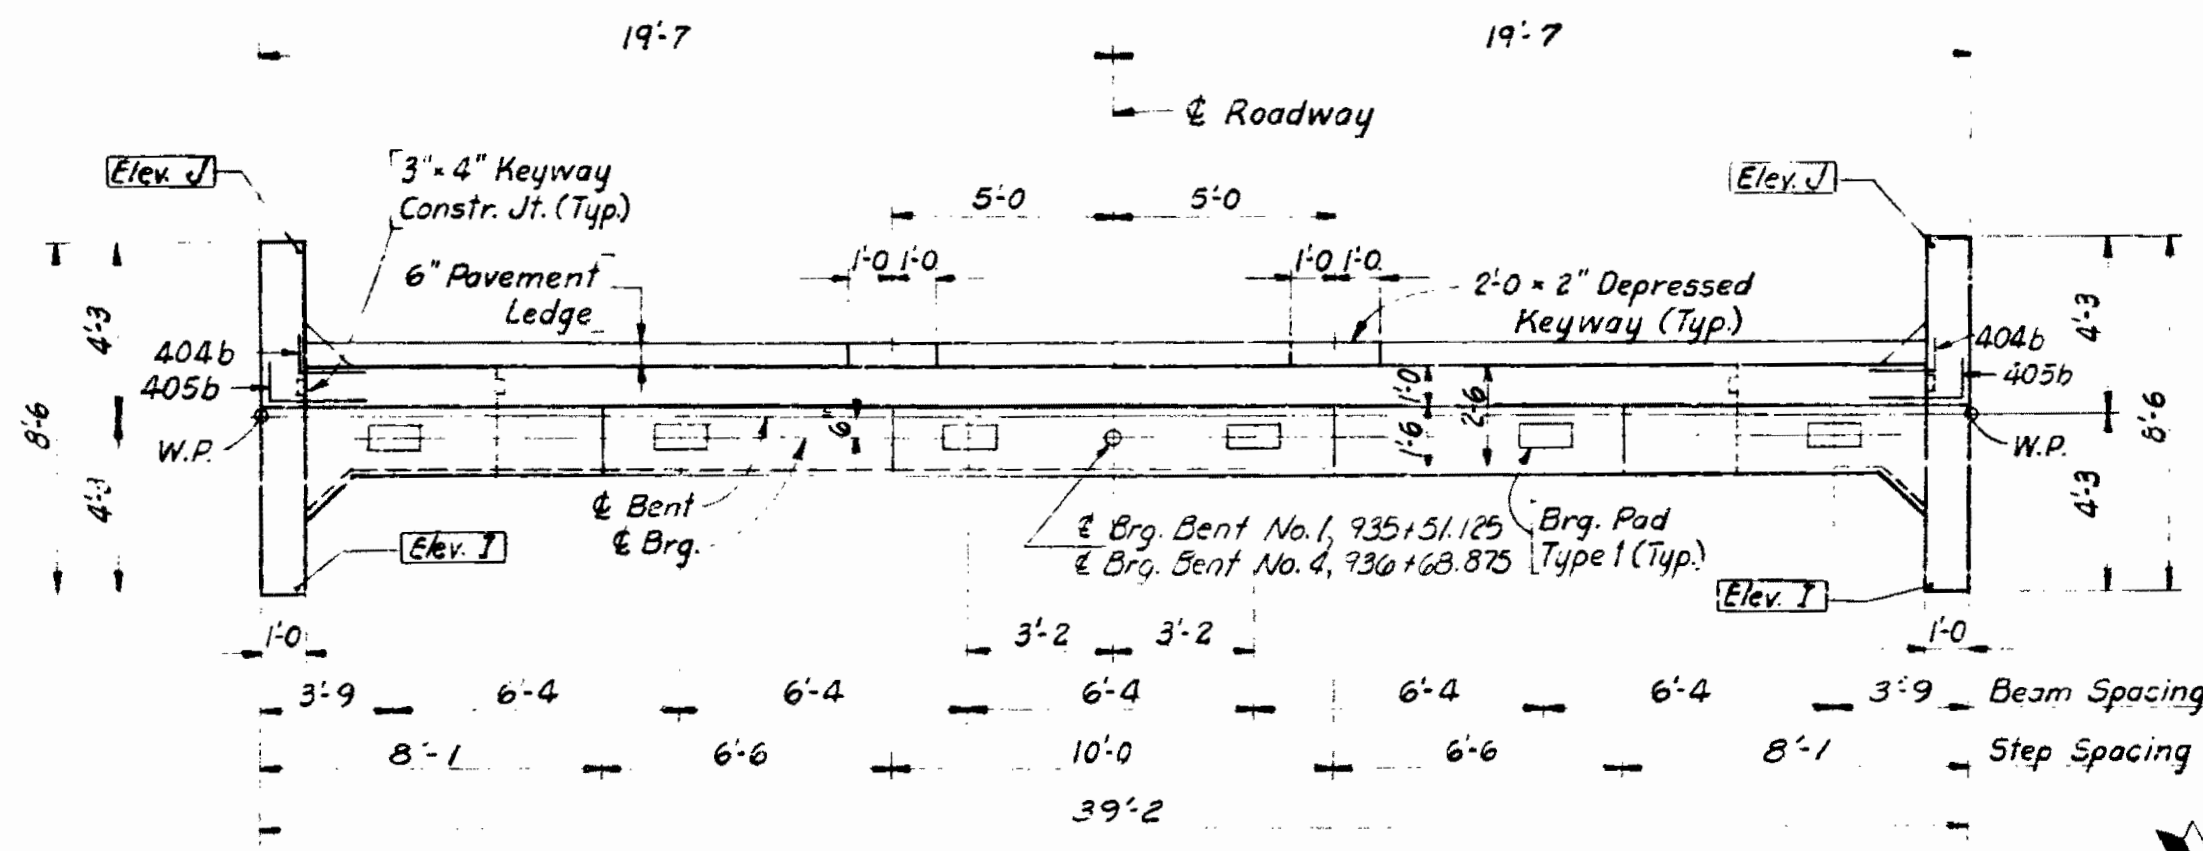 19'-7 19'-7
℄ Roadway
Elev. J
3" × 4" Keyway
Constr. Jt. (Typ.)
Elev. J
5'-0 5'-0
1'-0 1'-0 1'-0 1'-0
6" Pavement
Ledge
2'-0 × 2" Depressed
Keyway (Typ.)
4'-3 4'-3
404b 404b
405b 405b
1'-0 2'-6
8'-6 6" 1'-6 8'-6
W.P. W.P.
4'-3 4'-3
℄ Bent
℄ Brg.
℄ Brg. Bent No. 1, 935+51.125
℄ Brg. Bent No. 4, 936+68.875
Brg. Pad
Type 1 (Typ.)
Elev. I
Elev. I
1'-0 3'-2 3'-2 1'-0
3'-9 6'-4 6'-4 6'-4 6'-4 6'-4 3'-9 Beam Spacing
8'-1 6'-6 10'-0 6'-6 8'-1 Step Spacing
39'-2